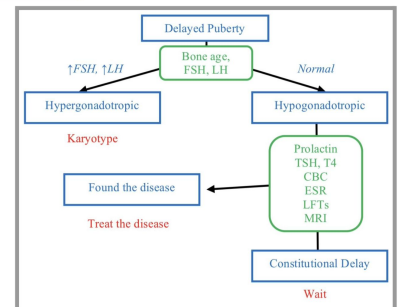 Delayed Puberty
Bone age,
FSH, LH
↑FSH, ↑LH
Normal
Hypergonadotropic
Hypogonadotropic
Karyotype
Prolactin
TSH, T4
CBC
ESR
LFTs
MRI
Found the disease
Treat the disease
Constitutional Delay
Wait